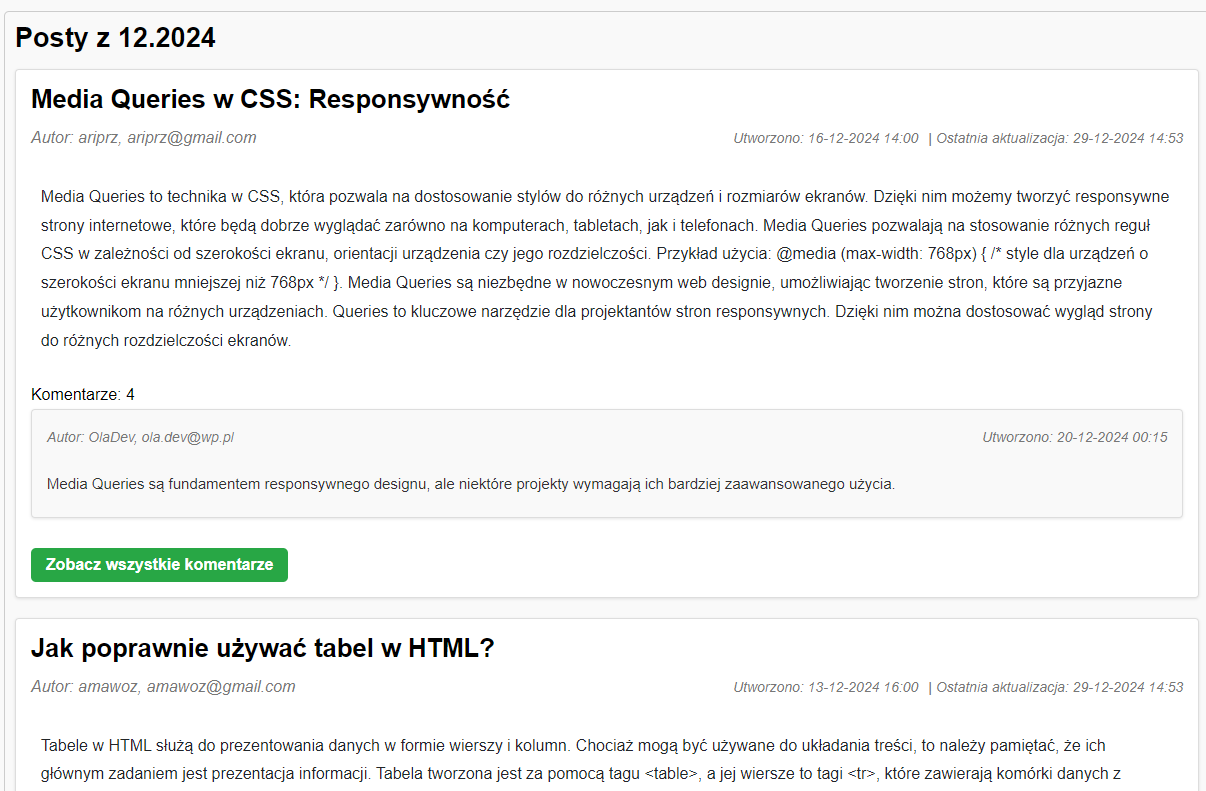 Posty z 12.2024
Media Queries w CSS: Responsywność
Autor: ariprz, ariprz@gmail.com
Utworzono: 16-12-2024 14:00 | Ostatnia aktualizacja: 29-12-2024 14:53
Media Queries to technika w CSS, która pozwala na dostosowanie stylów do różnych urządzeń i rozmiarów ekranów. Dzięki nim możemy tworzyć responsywne
strony internetowe, które będą dobrze wyglądać zarówno na komputerach, tabletach, jak i telefonach. Media Queries pozwalają na stosowanie różnych reguł
CSS w zależności od szerokości ekranu, orientacji urządzenia czy jego rozdzielczości. Przykład użycia: @media (max-width: 768px) { /* style dla urządzeń o
szerokości ekranu mniejszej niż 768px */ }. Media Queries są niezbędne w nowoczesnym web designie, umożliwiając tworzenie stron, które są przyjazne
użytkownikom na różnych urządzeniach. Queries to kluczowe narzędzie dla projektantów stron responsywnych. Dzięki nim można dostosować wygląd strony
do różnych rozdzielczości ekranów.
Komentarze: 4
Autor: OlaDev, ola.dev@wp.pl
Utworzono: 20-12-2024 00:15
Media Queries są fundamentem responsywnego designu, ale niektóre projekty wymagają ich bardziej zaawansowanego użycia.
Zobacz wszystkie komentarze
Jak poprawnie używać tabel w HTML?
Autor: amawoz, amawoz@gmail.com
Utworzono: 13-12-2024 16:00 | Ostatnia aktualizacja: 29-12-2024 14:53
Tabele w HTML służą do prezentowania danych w formie wierszy i kolumn. Chociaż mogą być używane do układania treści, to należy pamiętać, że ich
głównym zadaniem jest prezentacja informacji. Tabela tworzona jest za pomocą tagu <table>, a jej wiersze to tagi <tr>, które zawierają komórki danych z